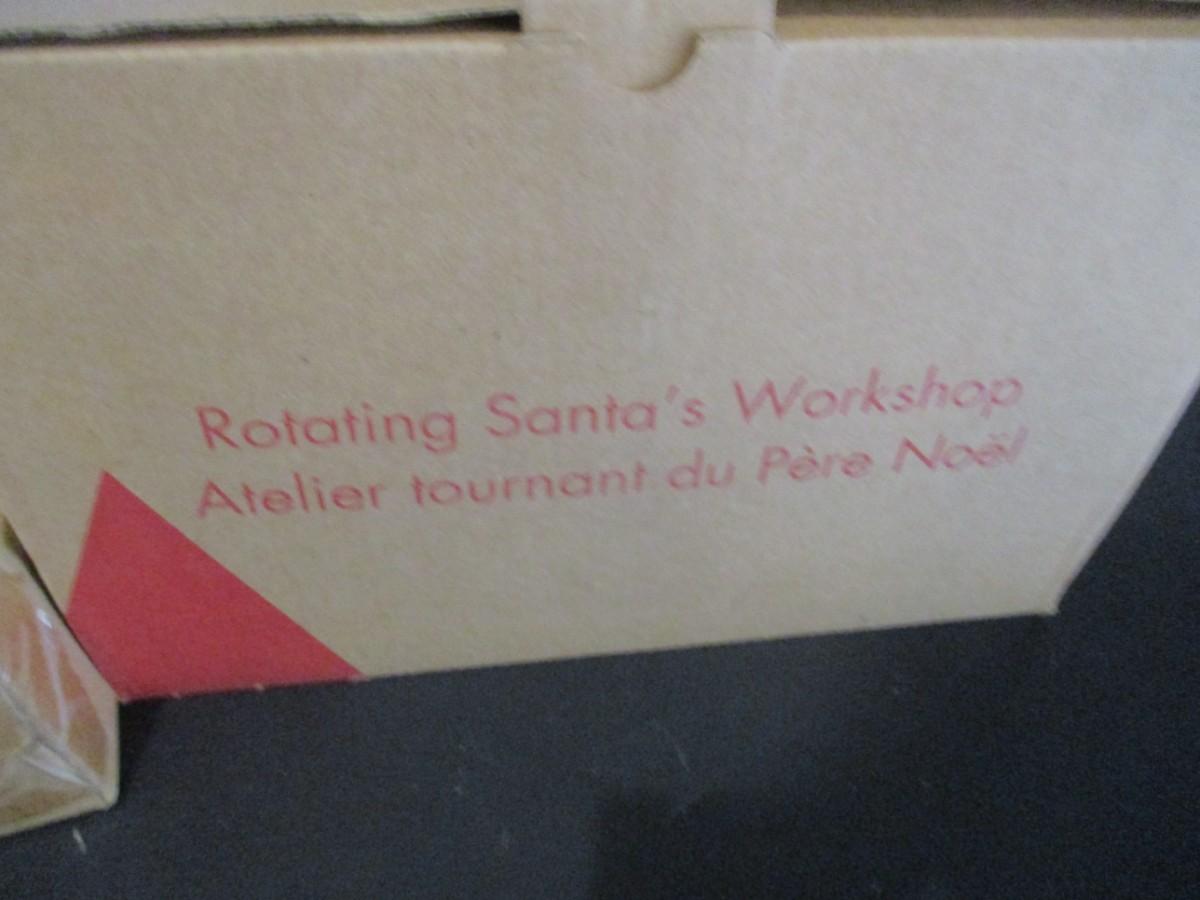 Rotating Santa's Workshop
Atelier tournant du Père Noël